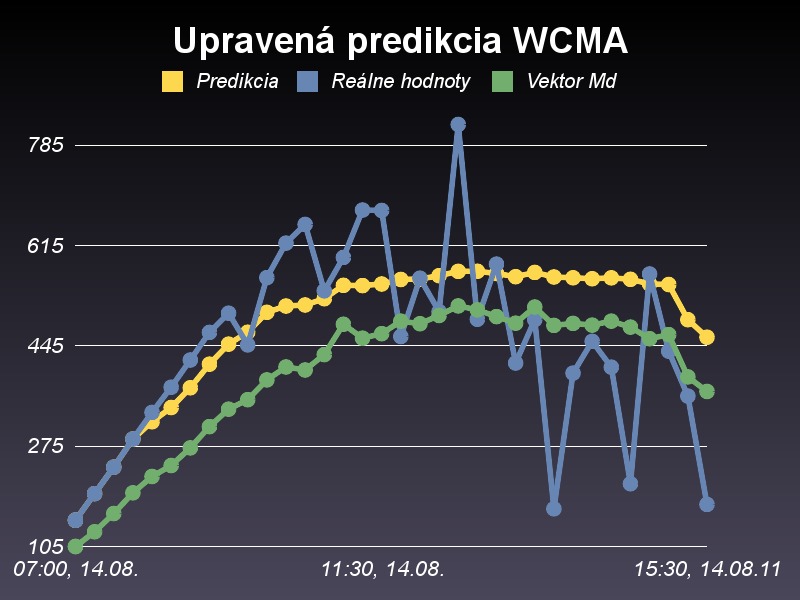 Upravená predikcia WCMA
Predikcia Reálne hodnoty Vektor Md
785
615
445
275
105
07:00, 14.08. 11:30, 14.08. 15:30, 14.08.11